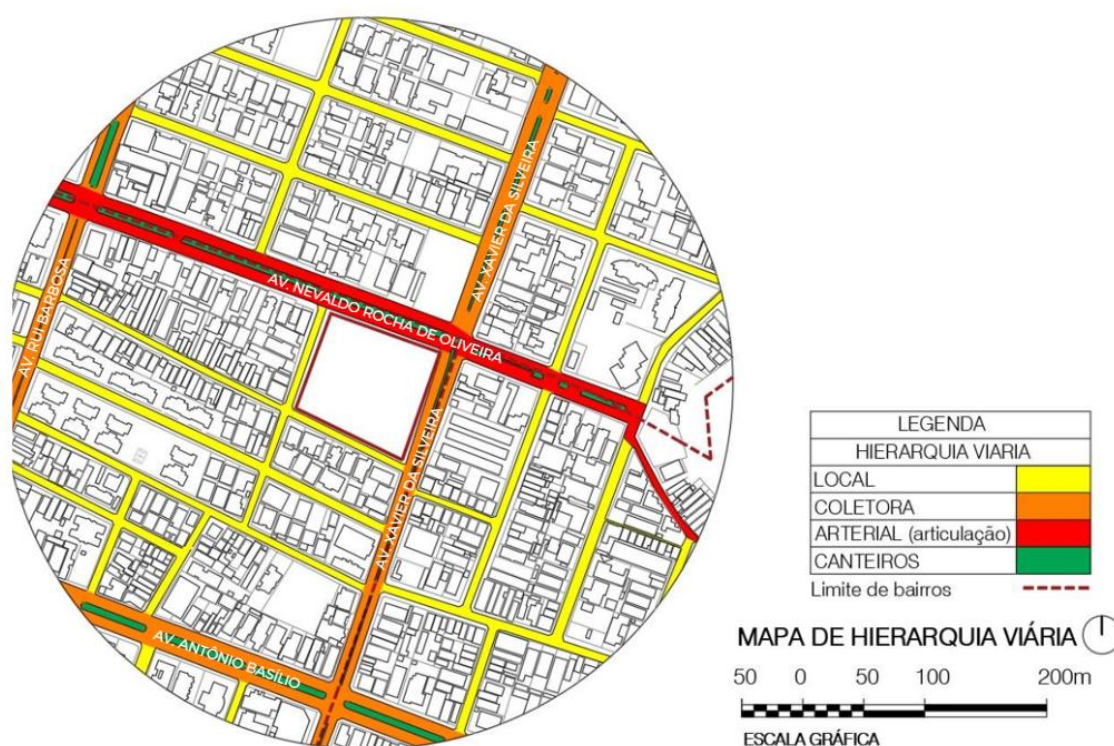 AV. XAVIER DA SILVEIRA
AV. NEVALDO ROCHA DE OLIVEIRA
AV. RUI BARBOSA
AV. XAVIER DA SILVEIRA
AV. ANTÔNIO BASÍLIO
LEGENDA
HIERARQUIA VIARIA
LOCAL
COLETORA
ARTERIAL (articulação)
CANTEIROS
Limite de bairros
MAPA DE HIERARQUIA VIÁRIA
50 0 50 100 200m
ESCALA GRÁFICA